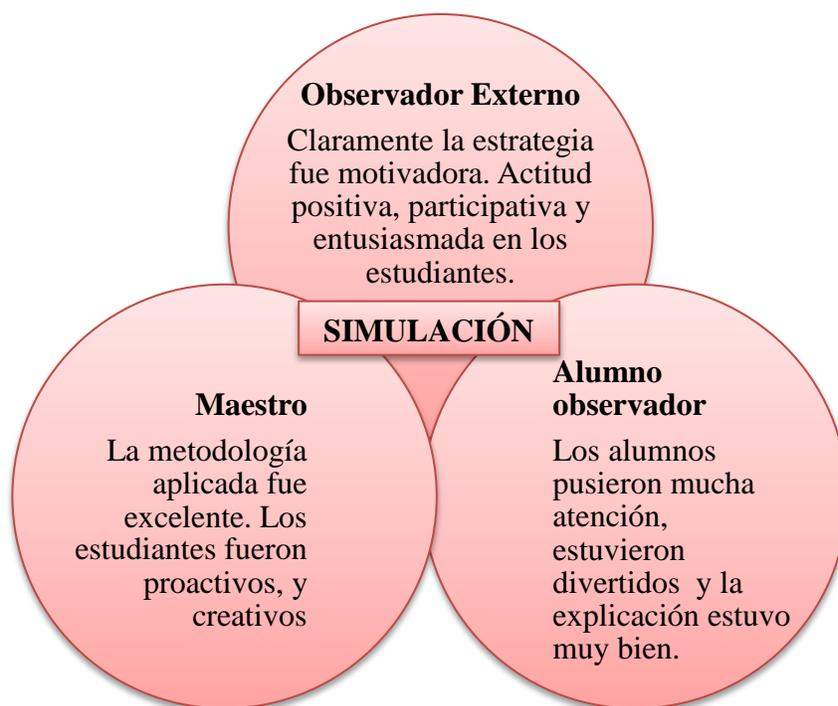 Observador Externo
Claramente la estrategia
fue motivadora. Actitud
positiva, participativa y
entusiasmada en los
estudiantes.
SIMULACIÓN
Maestro
La metodología
aplicada fue
excelente. Los
estudiantes fueron
proactivos, y
creativos
Alumno
observador
Los alumnos
pusieron mucha
atención,
estuvieron
divertidos y la
explicación estuvo
muy bien.